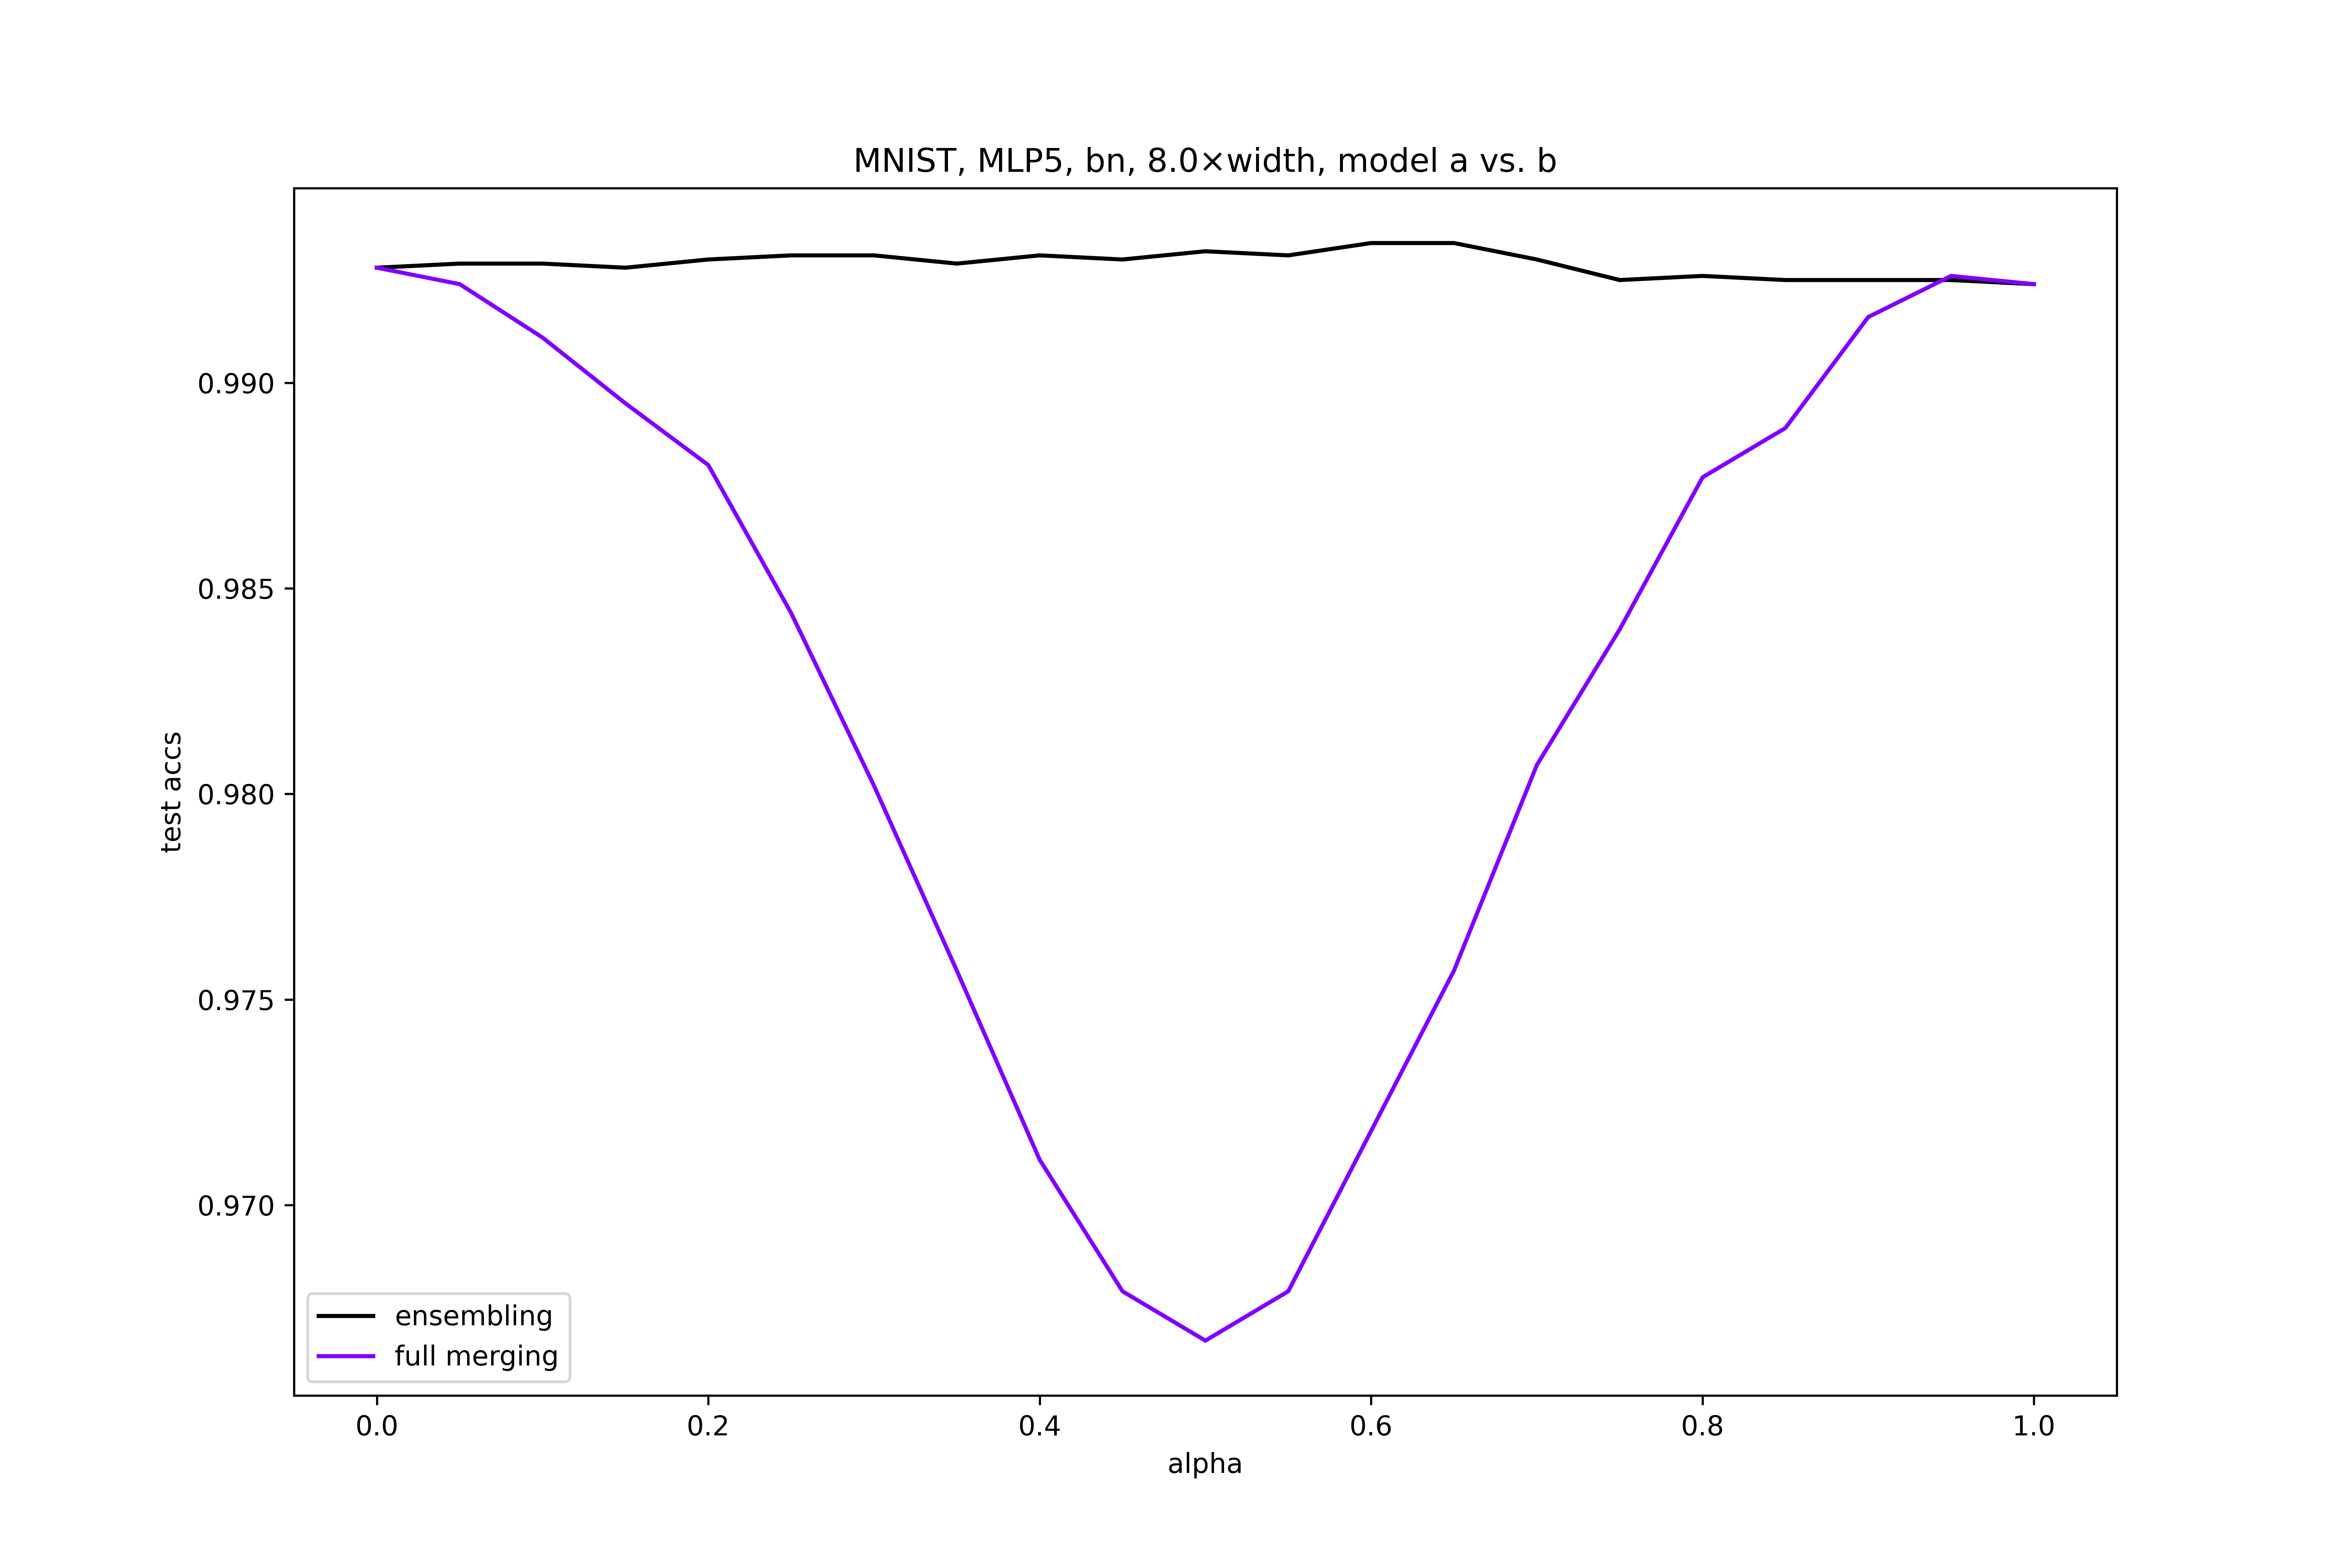 MNIST, MLP5, bn, 8.0×width, model a vs. b
0.990
0.985
0.980
0.975
0.970
test accs
ensembling
full merging
0.0 0.2 0.4 0.6 0.8 1.0
alpha